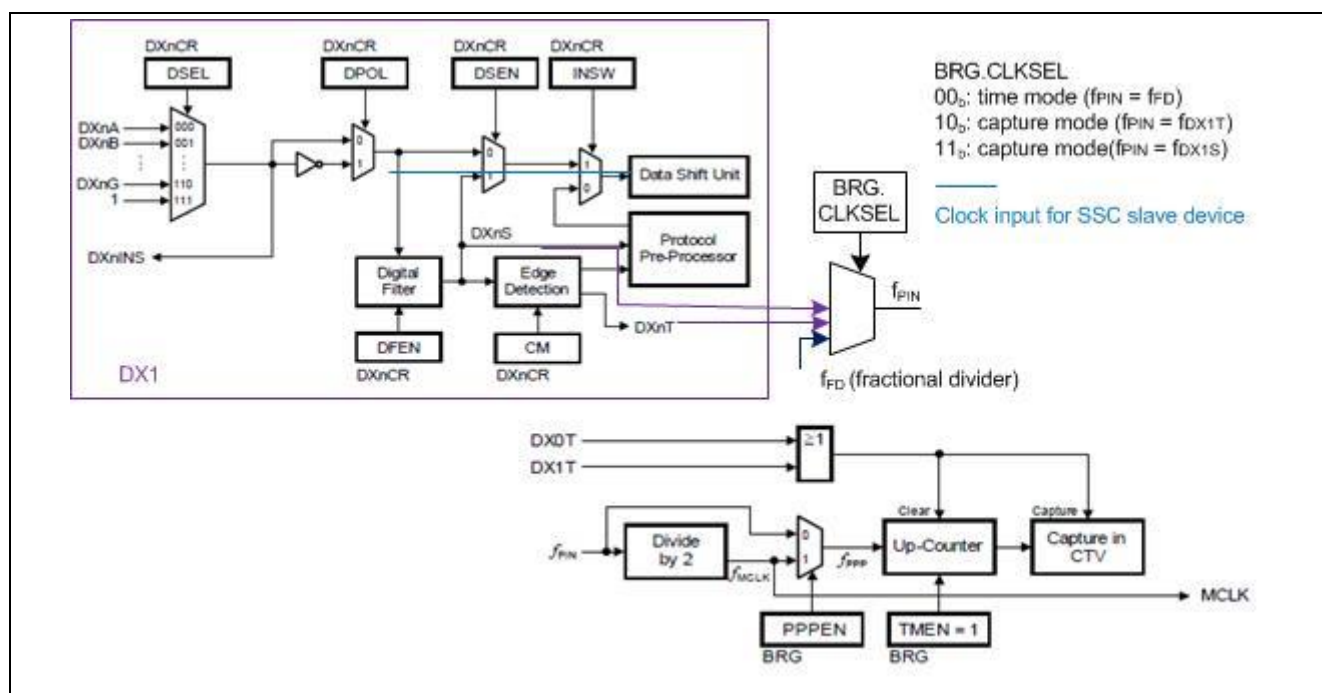 DXnCR DXnCR DXnCR DXnCR
DSEL DPOL DSEN INSW
BRG.CLKSEL
00b: time mode (fPIN = fFD)
10b: capture mode (fPIN = fDX1T)
11b: capture mode(fPIN = fDX1S)
Clock input for SSC slave device
DXnA 000
DXnB 001
DXnG 110
1 111
0
1
0
1
1
0
Data Shift Unit
BRG.
CLKSEL
DXnINS
DXnS
Protocol
Pre-Processor
Digital
Filter
Edge
Detection
fPIN
DXnT
DFEN
CM
DXnCR
DXnCR
DX1
fFD (fractional divider)
DX0T
DX1T
≥1
Clear
Capture
fPIN
Divide
by 2
0
1
fMCLK
fPPP
Up-Counter
Capture in
CTV
MCLK
PPPEN
TMEN = 1
BRG
BRG